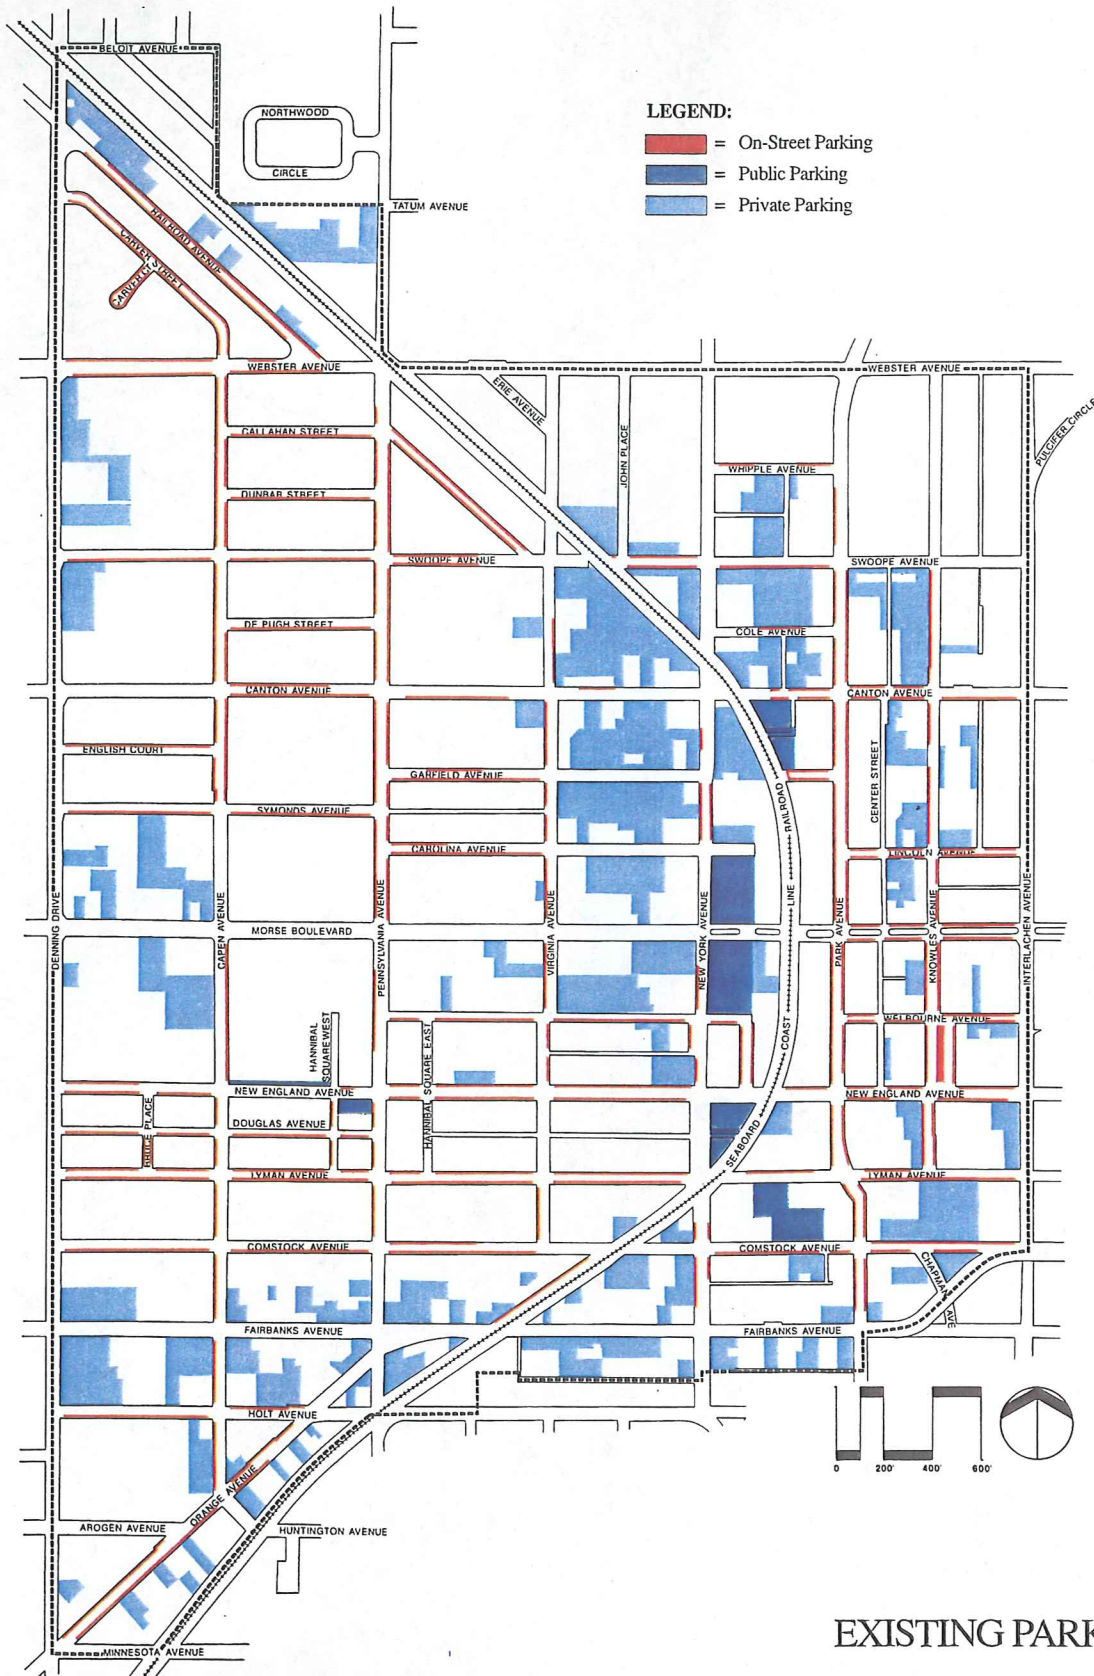 BELOIT AVENUE
NORTHWOOD
CIRCLE
LEGEND:
= On-Street Parking
= Public Parking
= Private Parking
TATUM AVENUE
RAILROAD AVENUE
CARVER STREET
CARVER CT
WEBSTER AVENUE
WEBSTER AVENUE
ERIE AVENUE
PULCIFER CIRCLE
CALLAHAN STREET
JOHN PLACE
WHIPPLE AVENUE
DUNBAR STREET
SWOOPE AVENUE
SWOOPE AVENUE
DE PUGH STREET
COLE AVENUE
CANTON AVENUE
CANTON AVENUE
ENGLISH COURT
GARFIELD AVENUE
CENTER STREET
SYMONDS AVENUE
CAROLINA AVENUE
LINCOLN AVENUE
DENNING DRIVE
CAPEN AVENUE
MORSE BOULEVARD
PENNSYLVANIA AVENUE
VIRGINIA AVENUE
NEW YORK AVENUE
SEABOARD COAST LINE RAILROAD
PARK AVENUE
KNOWLES AVENUE
INTERLACHEN AVENUE
WELBOURNE AVENUE
HANNIBAL
SQUARE WEST
HANNIBAL SQUARE EAST
NEW ENGLAND AVENUE
NEW ENGLAND AVENUE
BRUCE PLACE
DOUGLAS AVENUE
LYMAN AVENUE
LYMAN AVENUE
COMSTOCK AVENUE
COMSTOCK AVENUE
CHAPMAN AVE
FAIRBANKS AVENUE
FAIRBANKS AVENUE
HOLT AVENUE
0 200' 400' 600'
ORANGE AVENUE
AROGEN AVENUE
HUNTINGTON AVENUE
MINNESOTA AVENUE
EXISTING PARK